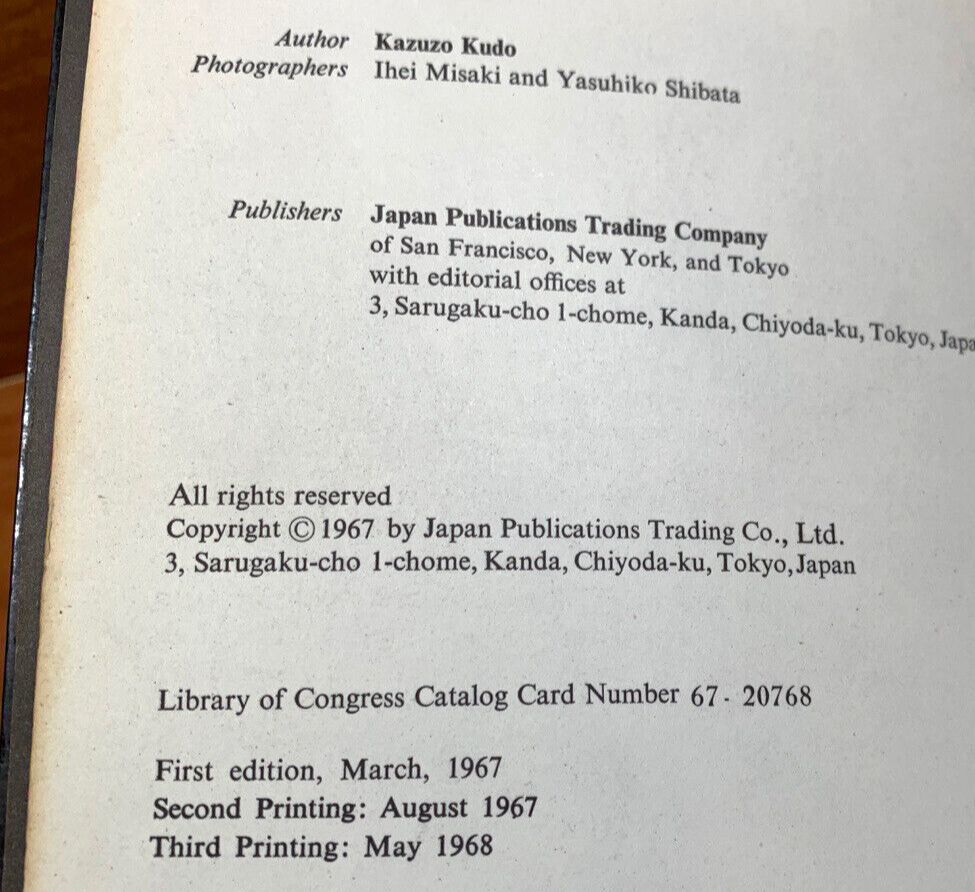 Author Kazuzo Kudo
Photographers Ihei Misaki and Yasuhiko Shibata
Publishers Japan Publications Trading Company
of San Francisco, New York, and Tokyo
with editorial offices at
3, Sarugaku-cho 1-chome, Kanda, Chiyoda-ku, Tokyo, Japa
All rights reserved
Copyright © 1967 by Japan Publications Trading Co., Ltd.
3, Sarugaku-cho 1-chome, Kanda, Chiyoda-ku, Tokyo, Japan
Library of Congress Catalog Card Number 67-20768
First edition, March, 1967
Second Printing: August 1967
Third Printing: May 1968